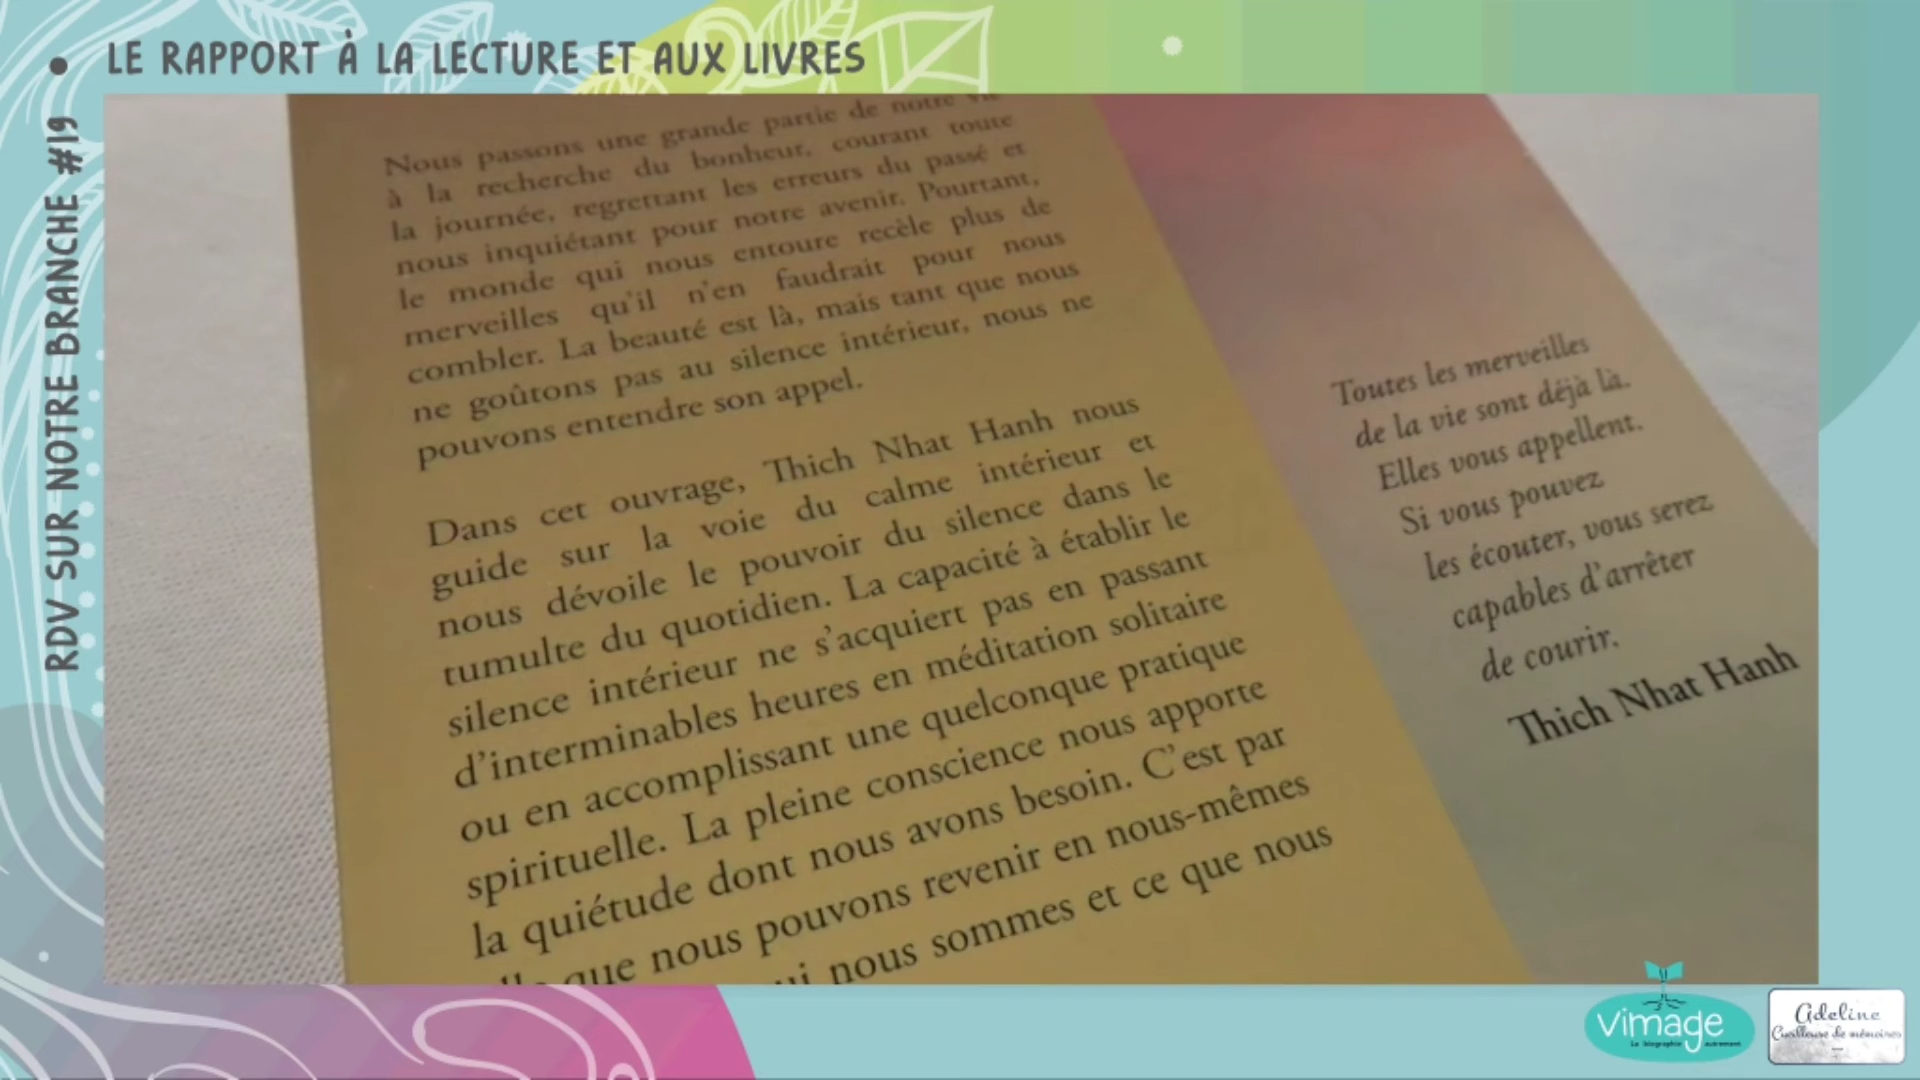 LE RAPPORT À LA LECTURE ET AUX LIVRES
RDV SUR NOTRE BRANCHE #19
Nous passons une grande partie de notre vie
à la recherche du bonheur, courant toute
la journée, regrettant les erreurs du passé et
nous inquiétant pour notre avenir. Pourtant,
le monde qui nous entoure recèle plus de
merveilles qu'il n'en faudrait pour nous
combler. La beauté est là, mais tant que nous
ne goûtons pas au silence intérieur, nous ne
pouvons entendre son appel.
Dans cet ouvrage, Thich Nhat Hanh nous
guide sur la voie du calme intérieur et
nous dévoile le pouvoir du silence dans le
tumulte du quotidien. La capacité à établir le
silence intérieur ne s'acquiert pas en passant
d'interminables heures en méditation solitaire
ou en accomplissant une quelconque pratique
spirituelle. La pleine conscience nous apporte
la quiétude dont nous avons besoin. C'est par
que nous pouvons revenir en nous-mêmes
nous sommes et ce que nous
Toutes les merveilles
de la vie sont déjà là.
Elles vous appellent.
Si vous pouvez
les écouter, vous serez
capables d'arrêter
de courir.
Thich Nhat Hanh
Vimage
La biographie autrement
Adeline
Cueilleuse de mémoires